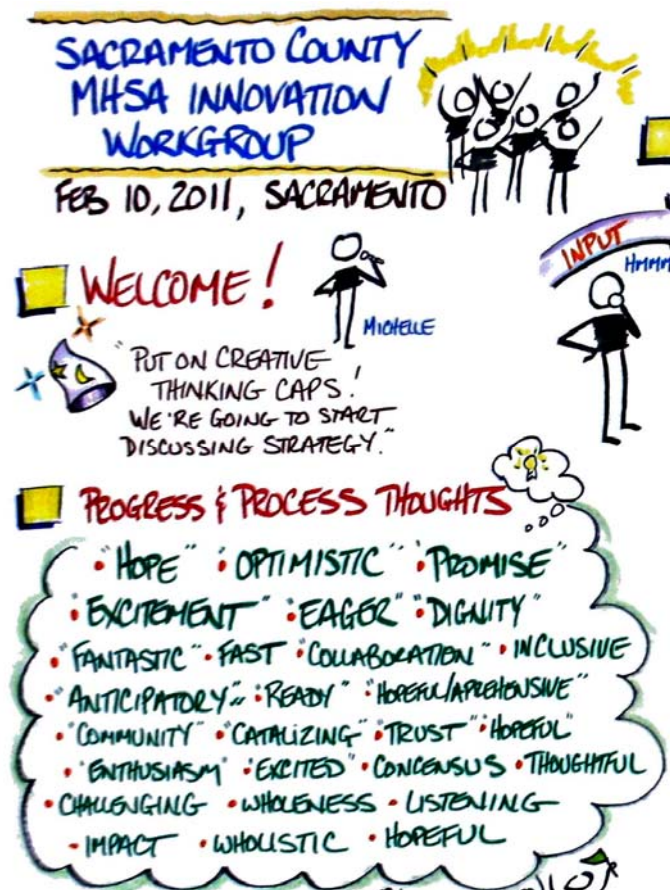 SACRAMENTO COUNTY
MHSA INNOVATION
WORKGROUP
FEB 10, 2011, SACRAMENTO
INPUT
HMMM
WELCOME!
MICHELLE
"PUT ON CREATIVE
THINKING CAPS!
WE'RE GOING TO START
DISCUSSING STRATEGY."
PROGRESS & PROCESS THOUGHTS
• "HOPE" • "OPTIMISTIC" • "PROMISE"
• "EXCITEMENT" • "EAGER" • "DIGNITY"
• "FANTASTIC" • FAST • "COLLABORATION" • INCLUSIVE
• "ANTICIPATORY" • "READY" • "HOPEFUL/APREHENSIVE"
• "COMMUNITY" • "CATALIZING" • "TRUST" • "HOPEFUL"
• "ENTHUSIASM" • "EXCITED" • CONCENSUS • THOUGHTFUL
• CHALLENGING • WHOLENESS • LISTENING
• IMPACT • WHOLISTIC • HOPEFUL